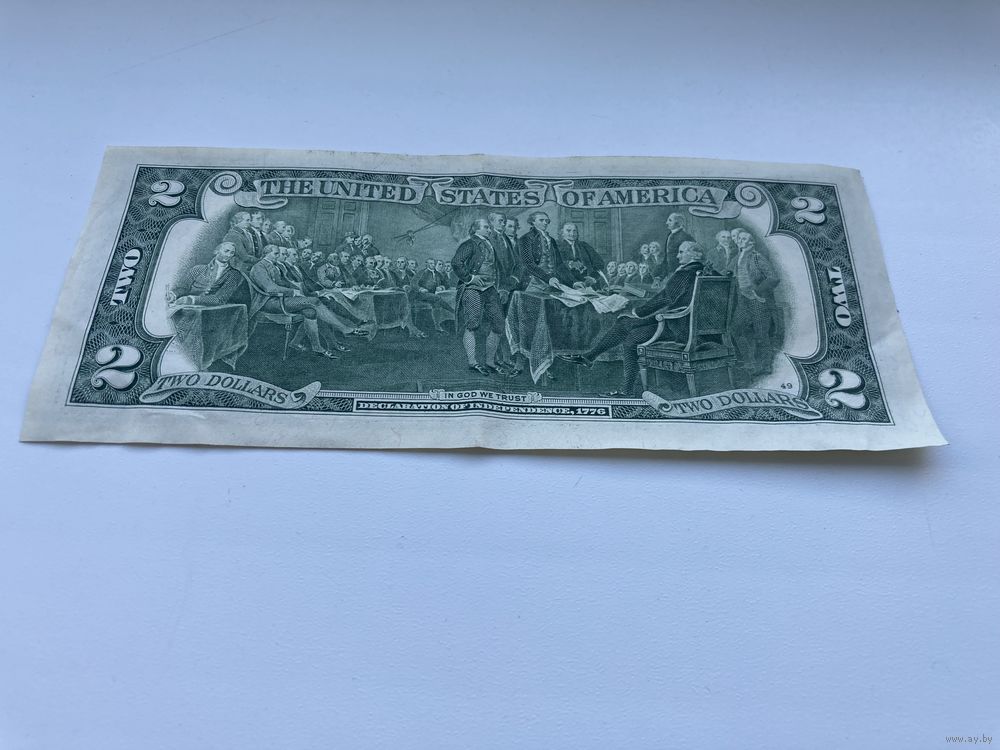 THE UNITED STATES OF AMERICA
2
2
TWO
TWO
2
2
TWO DOLLARS
IN GOD WE TRUST
DECLARATION OF INDEPENDENCE, 1776
49
TWO DOLLARS
www.ay.by